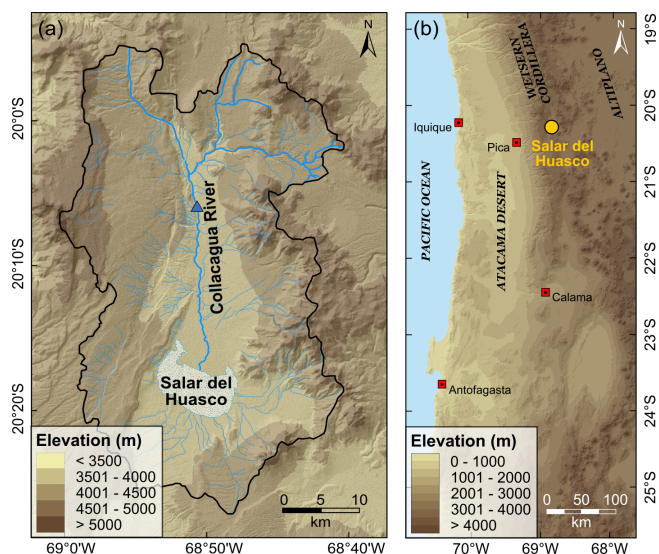 (a)
N
20°0'S
20°10'S
20°20'S
Collacagua River
Salar del
Huasco
Elevation (m)
< 3500
3501 - 4000
4001 - 4500
4501 - 5000
> 5000
0 5 10
km
69°0'W 68°50'W 68°40'W
(b)
N
WETSERN
CORDILLERA
ALTIPLANO
Iquique
Pica
Salar del
Huasco
PACIFIC OCEAN
ATACAMA DESERT
Calama
Antofagasta
19°S
20°S
21°S
22°S
23°S
24°S
25°S
Elevation (m)
0 - 1000
1001 - 2000
2001 - 3000
3001 - 4000
> 4000
0 50 100
km
70°W 69°W 68°W